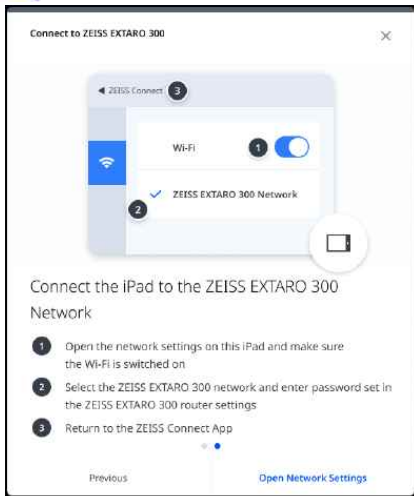 Connect to ZEISS EXTARO 300
◀ ZEISS Connect 3
Wi-Fi 1
ZEISS EXTARO 300 Network
2
Connect the iPad to the ZEISS EXTARO 300
Network
1 Open the network settings on this iPad and make sure
the Wi-Fi is switched on
2 Select the ZEISS EXTARO 300 network and enter password set in
the ZEISS EXTARO 300 router settings
3 Return to the ZEISS Connect App
Previous Open Network Settings